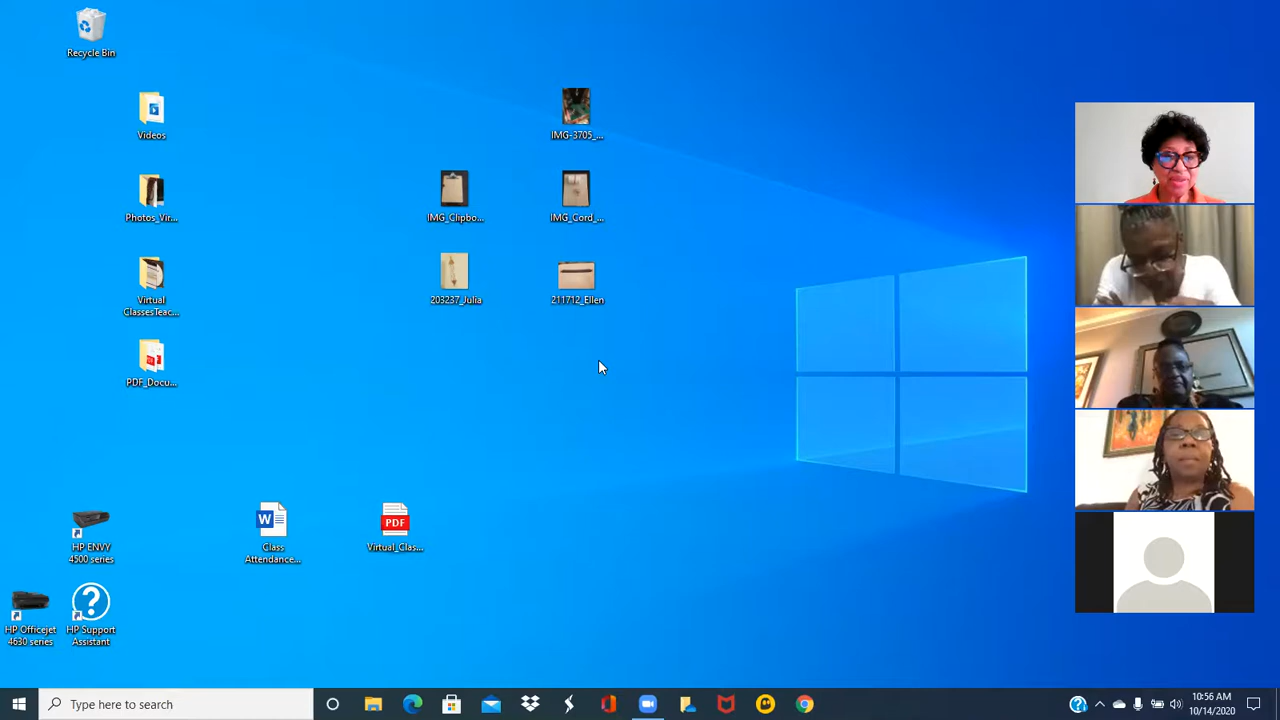 Recycle Bin
Videos
IMG-3705_...
Photos_Vir...
IMG_Clipbo...
IMG_Cord_...
Virtual
ClassesTeac...
203237_Julia
211712_Ellen
PDF_Docu...
HP ENVY
4500 series
W
Class
Attendance...
PDF
Virtual_Clas...
HP Officejet
4630 series
?
HP Support
Assistant
Type here to search
?
10:56 AM
10/14/2020